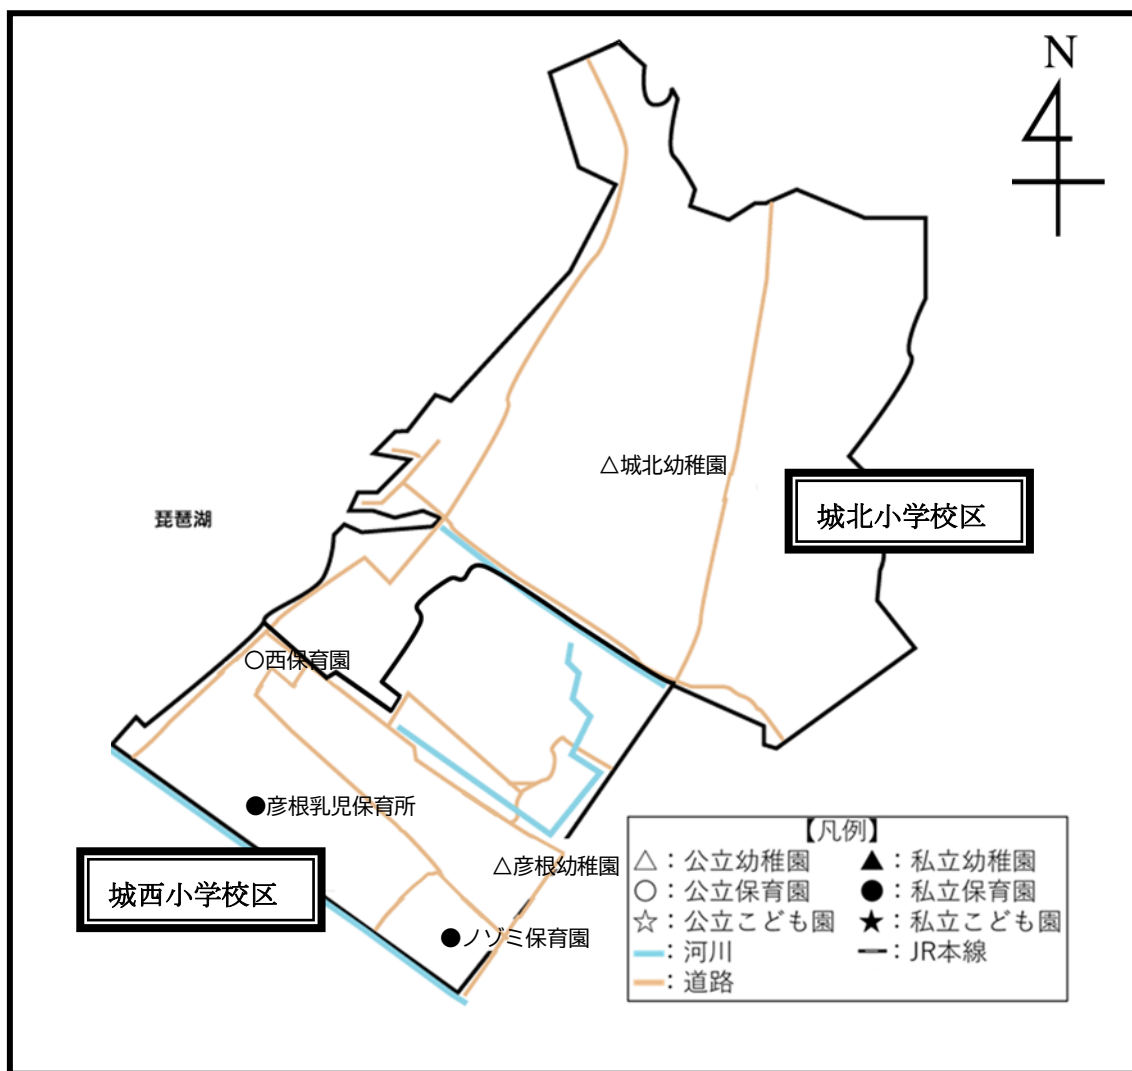 N
△城北幼稚園
城北小学校区
琵琶湖
○西保育園
●彦根乳児保育所
△彦根幼稚園
城西小学校区
●ノゾミ保育園
【凡例】
△：公立幼稚園 ▲：私立幼稚園
○：公立保育園 ●：私立保育園
☆：公立こども園 ★：私立こども園
：河川 ：JR本線
：道路